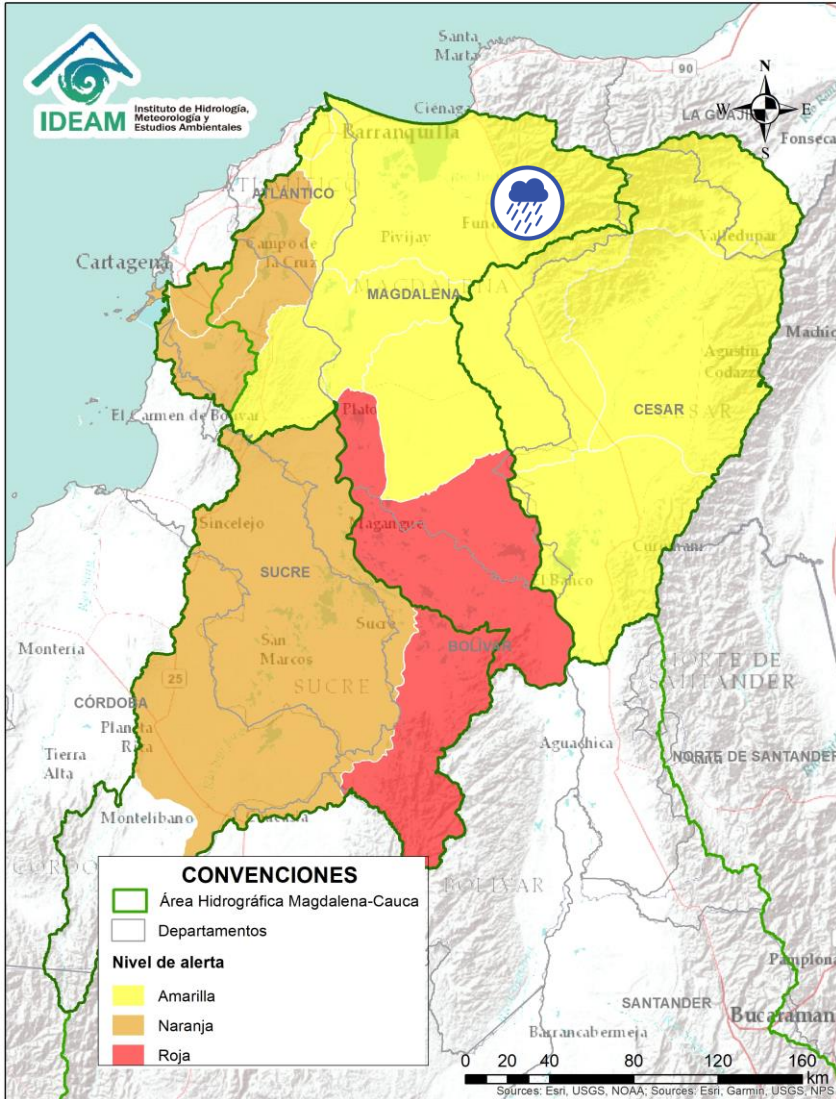 IDEAM
Instituto de Hidrología,
Meteorología y
Estudios Ambientales
Santa
Marta
90
N
W
E
S
LA GUAJIRA
Fonseca
Ciénaga
Barranquilla
ATLÁNTICO
Campo de
la Cruz
Pivijay
Valledupar
Cartagena
MAGDALENA
Agustín
Codazzi
CESAR
El Carmen de Bolívar
Plato
Sincelejo
Magangué
SUCRE
El Banco
Sucre
BOLÍVAR
San
Marcos
SUCRE
Montería
25
CÓRDOBA
Planeta
Rica
Tierra
Alta
NORTE DE
SANTANDER
Aguachica
NORTE DE SANTANDER
Montelibano
BOLÍVAR
CONVENCIONES
Área Hidrográfica Magdalena-Cauca
Departamentos
Nivel de alerta
Amarilla
Naranja
Roja
Pamplona
SANTANDER
Bucaraman
Barrancabermeja
0 20 40 80 120 160
km
Sources: Esri, USGS, NOAA; Sources: Esri, Garmin, USGS, NPS